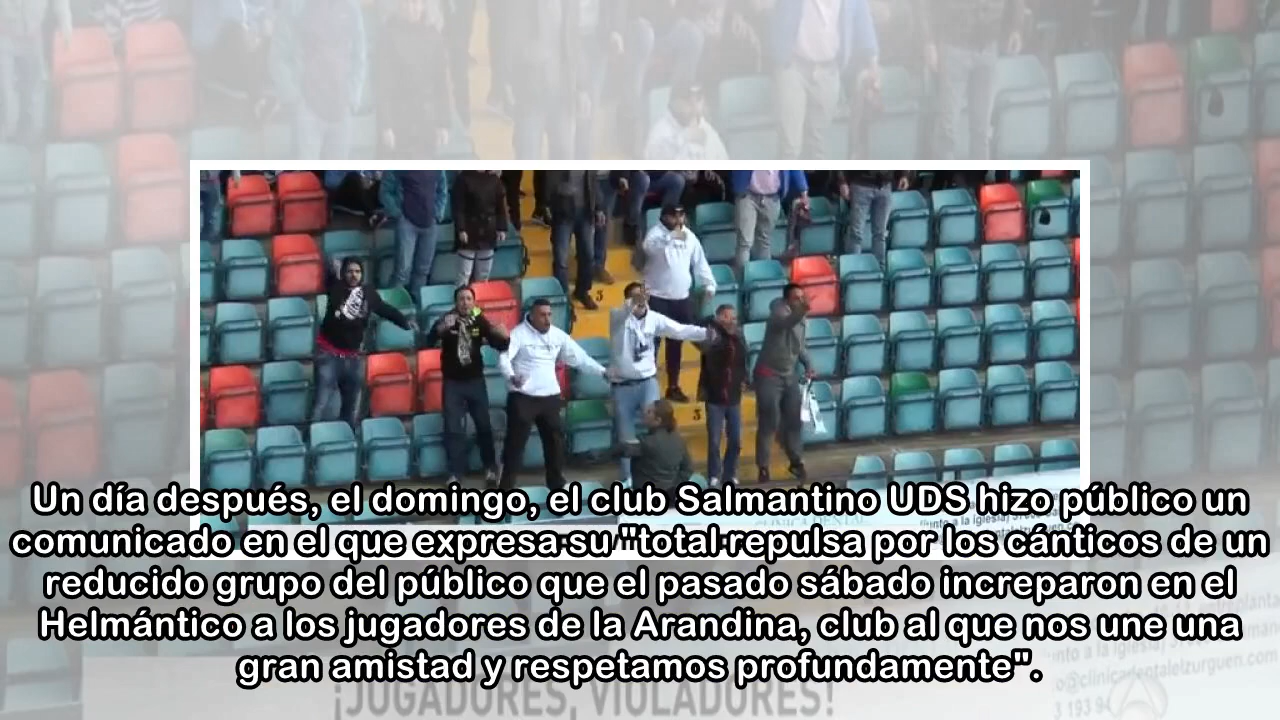 Un día después, el domingo, el club Salmantino UDS hizo público un
comunicado en el que expresa su "total repulsa por los cánticos de un
reducido grupo del público que el pasado sábado increparon en el
Helmántico a los jugadores de la Arandina, club al que nos une una
gran amistad y respetamos profundamente".
¡JUGADORES, VIOLADORES!